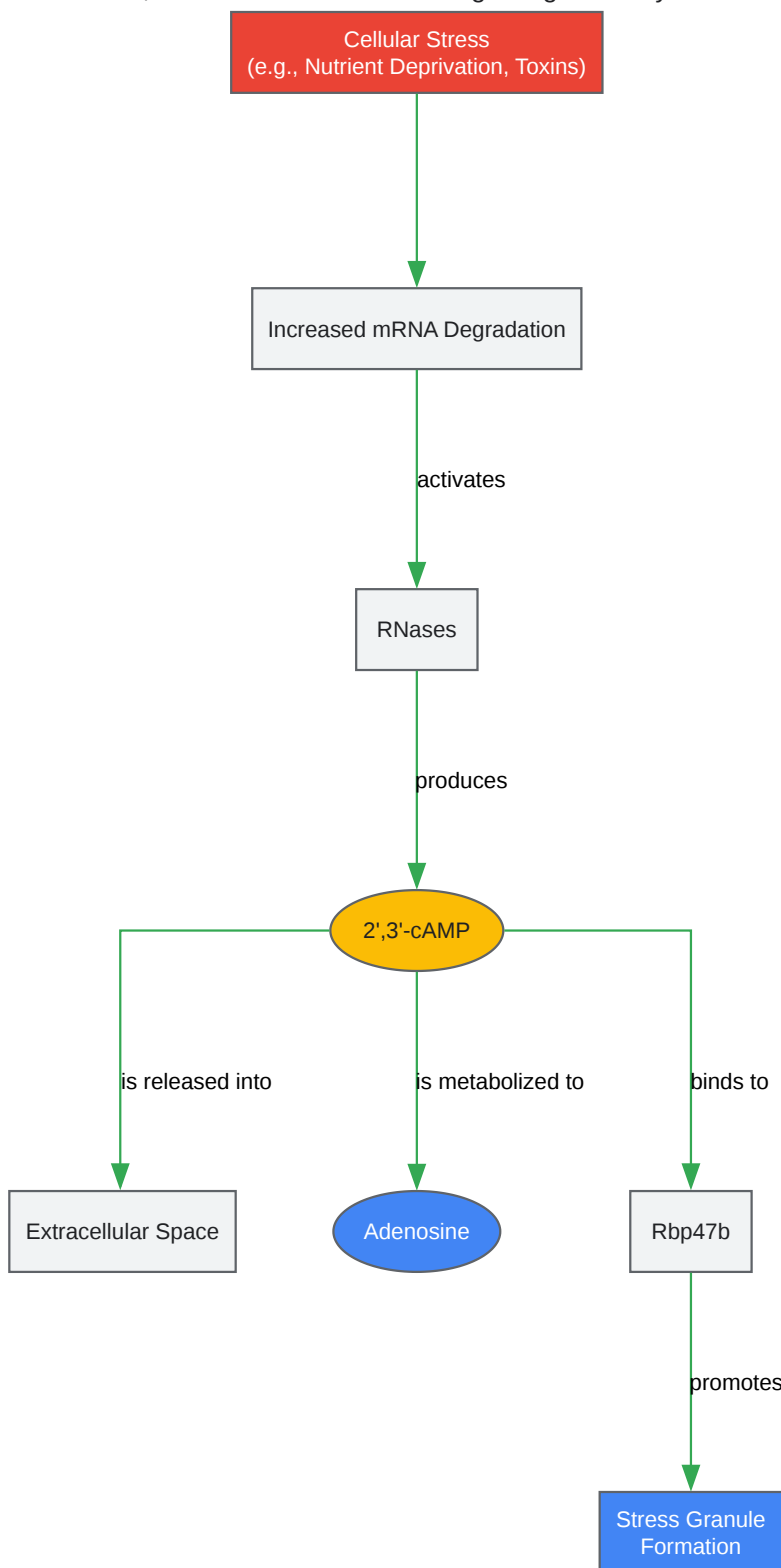 Cellular Stress
(e.g., Nutrient Deprivation, Toxins)
Increased mRNA Degradation
activates
RNases
produces
2',3'-cAMP
is released into
is metabolized to
binds to
Extracellular Space
Adenosine
Rbp47b
promotes
Stress Granule
Formation